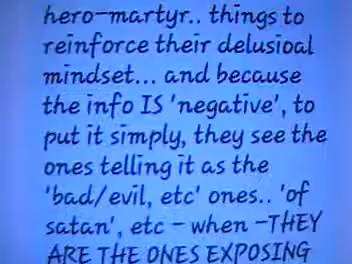 hero-martyr.. things to
reinforce their delusioal
mindset... and because
the info IS 'negative', to
put it simply, they see the
ones telling it as the
'bad/evil, etc' ones.. 'of
satan', etc - when -THEY
ARE THE ONES EXPOSING